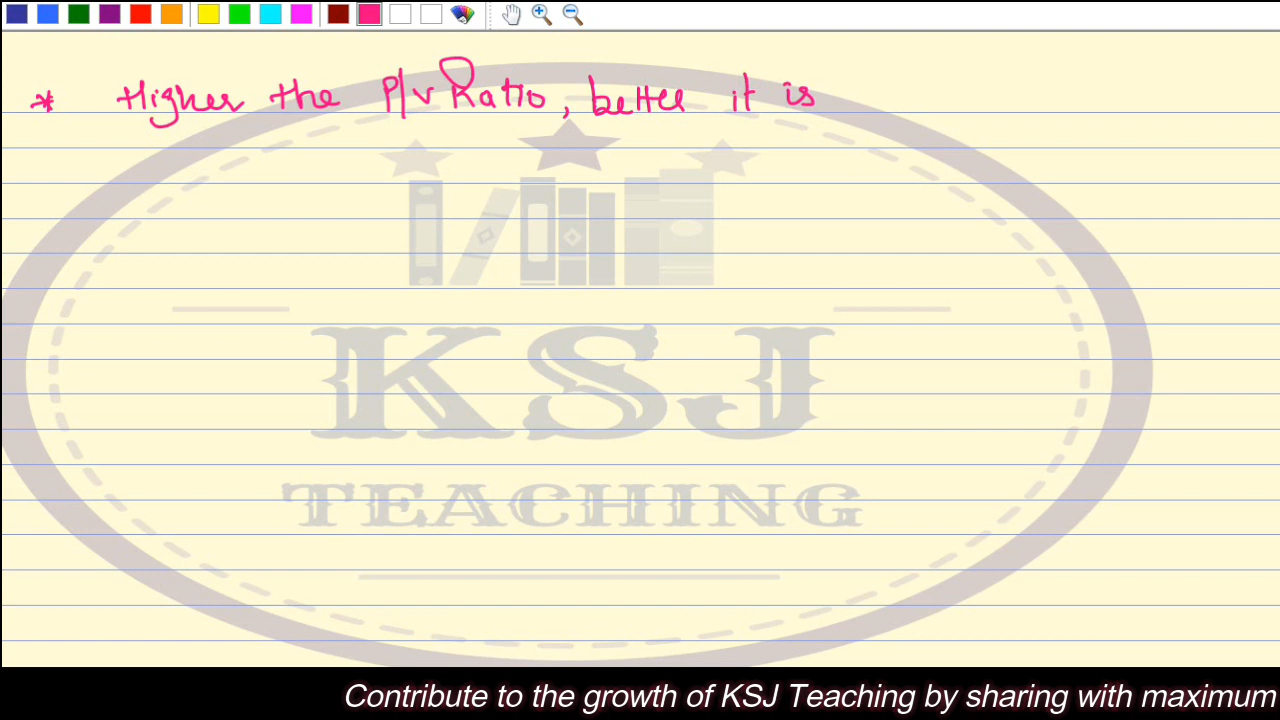 * Higher the P/V Ratio, better it is
KSJ
TEACHING
Contribute to the growth of KSJ Teaching by sharing with maximum